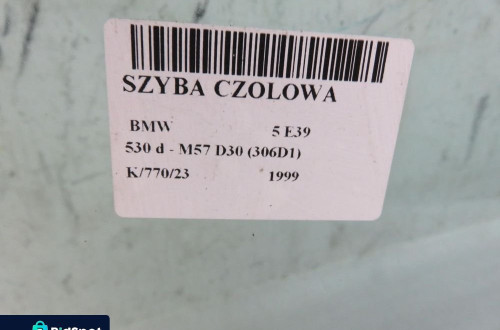 SZYBA CZOLOWA
BMW 5 E39
530 d - M57 D30 (306D1)
K/770/23 1999